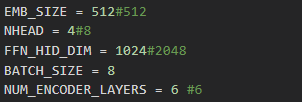 EMB_SIZE = 512#512
NHEAD = 4#8
FFN_HID_DIM = 1024#2048
BATCH_SIZE = 8
NUM_ENCODER_LAYERS = 6 #6